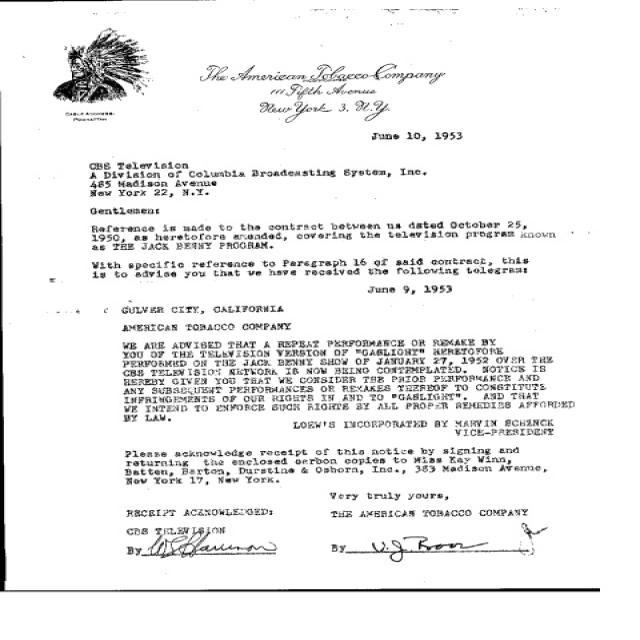 The American Tobacco Company
111 Fifth Avenue
New York 3, N.Y.
CABLE ADDRESS:
POWHATTAN
June 10, 1953
CBS Television
A Division of Columbia Broadcasting System, Inc.
485 Madison Avenue
New York 22, N.Y.
Gentlemen:
Reference is made to the contract between us dated October 25,
1950, as heretofore amended, covering the television program known
as THE JACK BENNY PROGRAM.
With specific reference to Paragraph 16 of said contract, this
is to advise you that we have received the following telegram:
June 9, 1953
CULVER CITY, CALIFORNIA
AMERICAN TOBACCO COMPANY
WE ARE ADVISED THAT A REPEAT PERFORMANCE OR REMAKE BY
YOU OF THE TELEVISION VERSION OF "GASLIGHT" HERETOFORE
PERFORMED ON THE JACK BENNY SHOW OF JANUARY 27, 1952 OVER THE
CBS TELEVISION NETWORK IS NOW BEING CONTEMPLATED. NOTICE IS
HEREBY GIVEN YOU THAT WE CONSIDER THE PRIOR PERFORMANCE AND
ANY SUBSEQUENT PERFORMANCES OR REMAKES THEREOF TO CONSTITUTE
INFRINGEMENTS OF OUR RIGHTS IN AND TO "GASLIGHT". AND THAT
WE INTEND TO ENFORCE SUCH RIGHTS BY ALL PROPER REMEDIES AFFORDED
BY LAW.
LOEW'S INCORPORATED BY MARVIN SCHENCK
VICE-PRESIDENT
Please acknowledge receipt of this notice by signing and
returning the enclosed carbon copies to Miss Kay Winn,
Batten, Barton, Durstine & Osborn, Inc., 383 Madison Avenue,
New York 17, New York.
Very truly yours,
RECEIPT ACKNOWLEDGED: THE AMERICAN TOBACCO COMPANY
CBS TELEVISION
By By